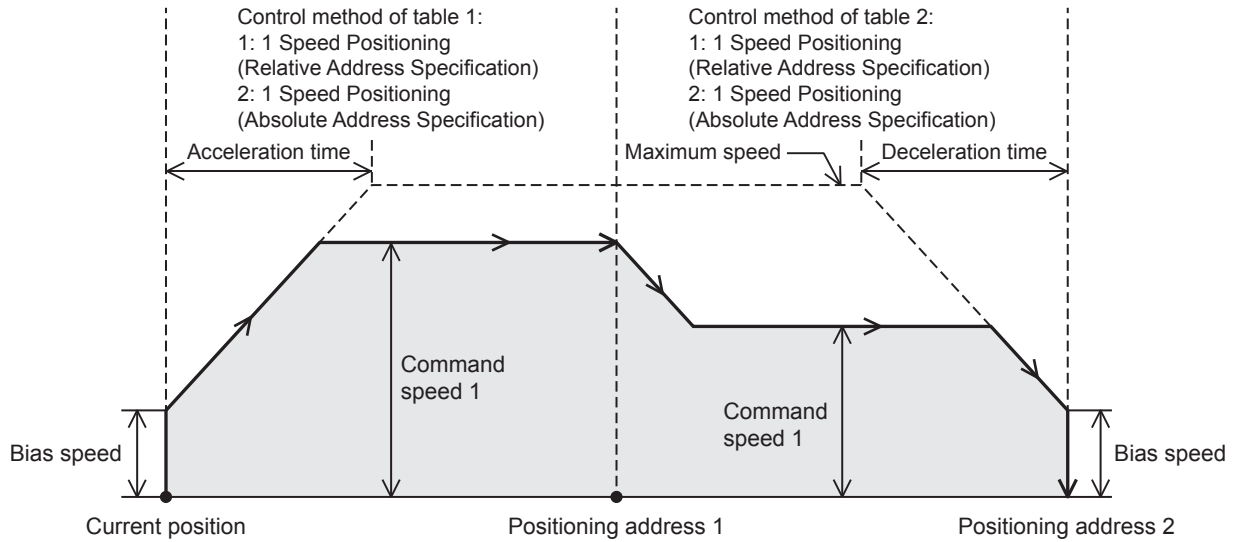 Control method of table 1:
1: 1 Speed Positioning
(Relative Address Specification)
2: 1 Speed Positioning
(Absolute Address Specification)
Control method of table 2:
1: 1 Speed Positioning
(Relative Address Specification)
2: 1 Speed Positioning
(Absolute Address Specification)
Acceleration time
Maximum speed
Deceleration time
Command
speed 1
Command
speed 1
Bias speed
Bias speed
Current position
Positioning address 1
Positioning address 2